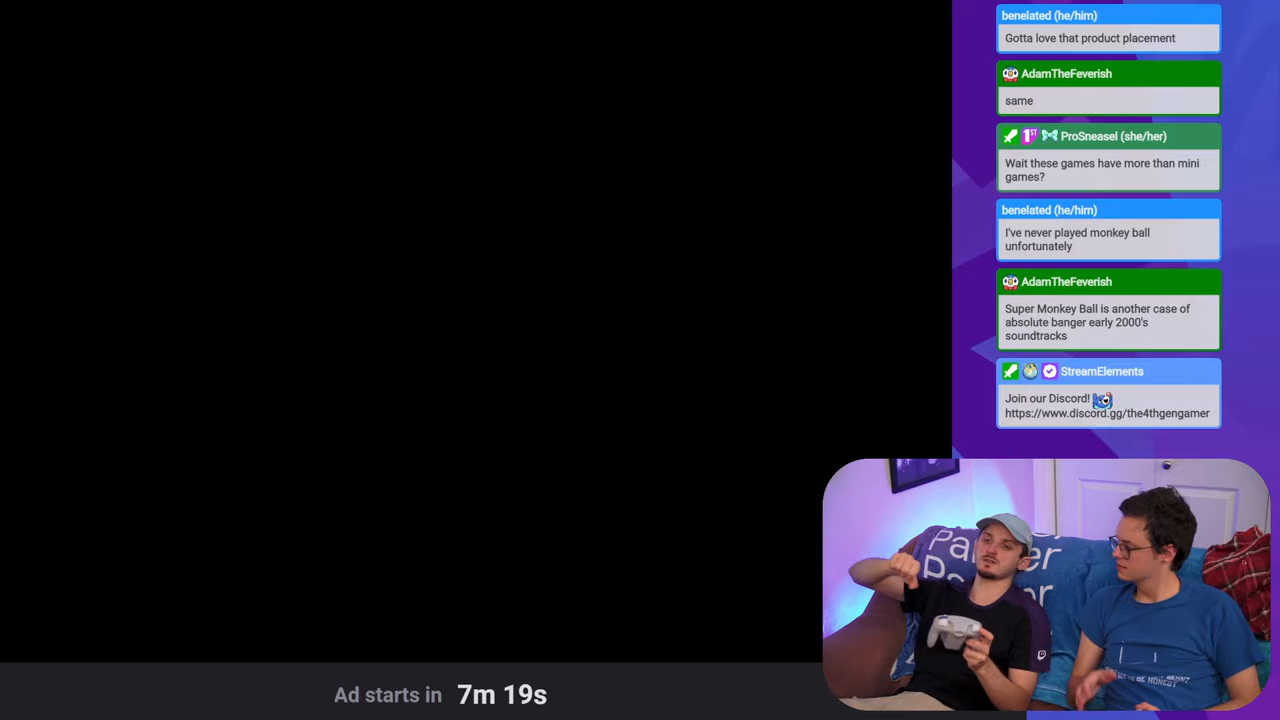 benelated (he/him)
Gotta love that product placement
AdamTheFeverish
same
1ST ProSneasel (she/her)
Wait these games have more than mini
games?
benelated (he/him)
I've never played monkey ball
unfortunately
AdamTheFeverish
Super Monkey Ball is another case of
absolute banger early 2000's
soundtracks
StreamElements
Join our Discord!
https://www.discord.gg/the4thgengamer
Ad starts in 7m 19s